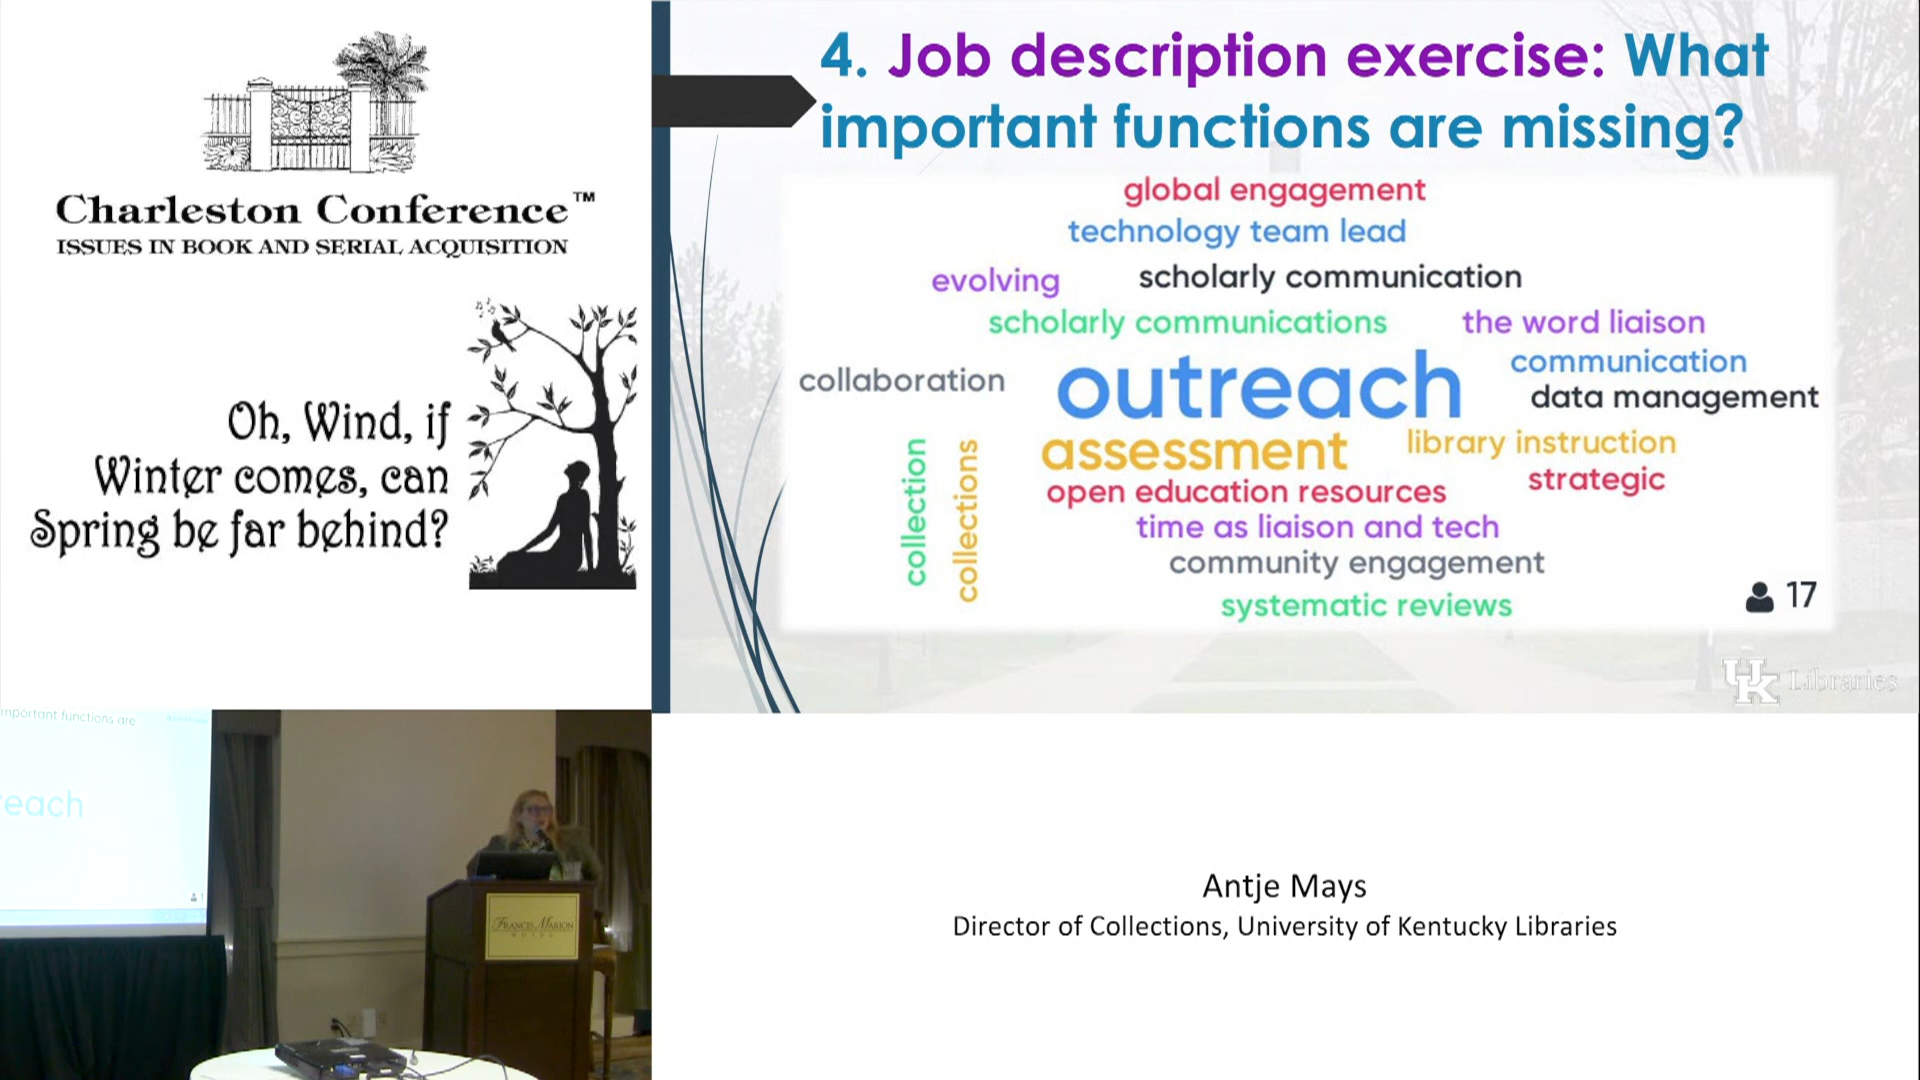 Charleston Conference™
ISSUES IN BOOK AND SERIAL ACQUISITION
Oh, Wind, if
Winter comes, can
Spring be far behind?
4. Job description exercise: What
important functions are missing?
global engagement
technology team lead
evolving
scholarly communication
scholarly communications
the word liaison
communication
collaboration
outreach
data management
assessment
library instruction
strategic
collection
collections
open education resources
time as liaison and tech
community engagement
systematic reviews
17
UK Libraries
important functions are
reach
FRANCIS MARION
HOTEL
Antje Mays
Director of Collections, University of Kentucky Libraries